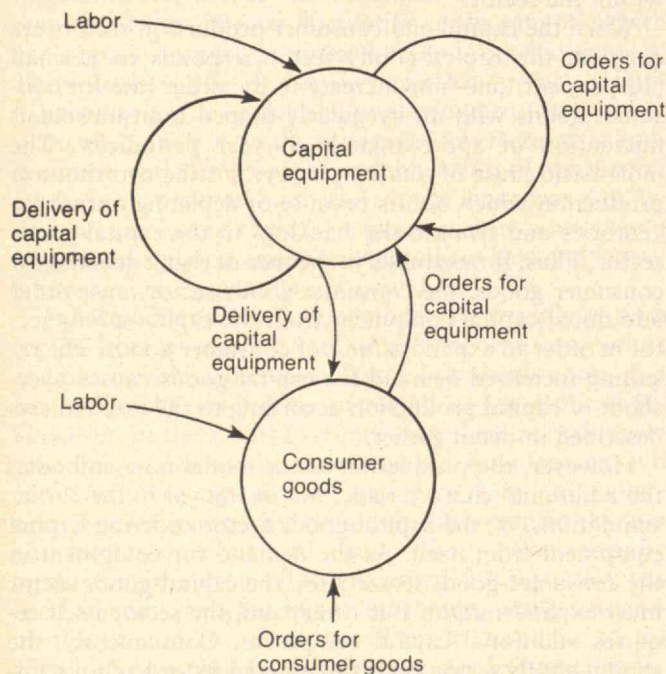 Labor
Orders for
capital
equipment
Capital
equipment
Delivery of
capital
equipment
Orders for
capital
equipment
Delivery of
capital
equipment
Labor
Consumer
goods
Orders for
consumer goods